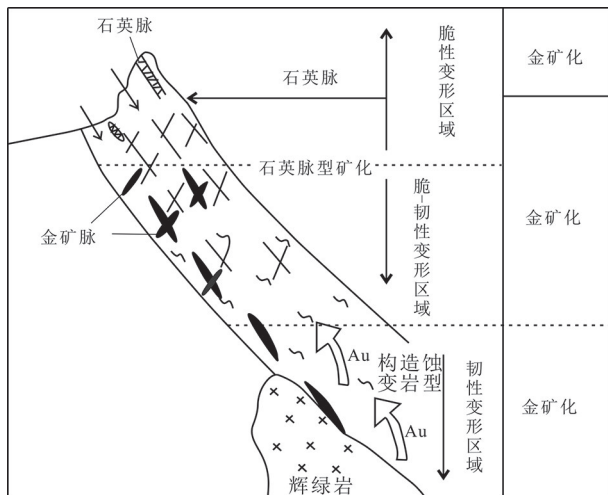 石英脉
脆性变形区域
金矿化
石英脉
石英脉型矿化
脆-韧性变形区域
金矿化
金矿脉
Au
构造蚀
变岩型
韧性变形区域
金矿化
Au
辉绿岩